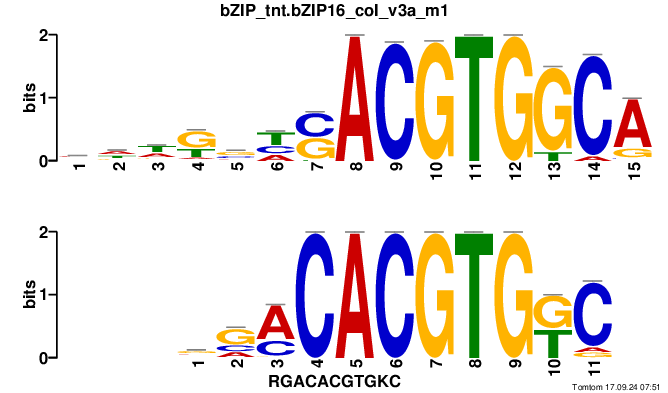 bZIP_tnt.bZIP16_col_v3a_m1
2
bits
1
0
ACGTGGCA
1 2 3 4 5 6 7 8 9 10 11 12 13 14 15
2
bits
1
0
CACGTG
1 2 3 4 5 6 7 8 9 10 11
RGACACGTGKC
Tomtom 17.09.24 07:51